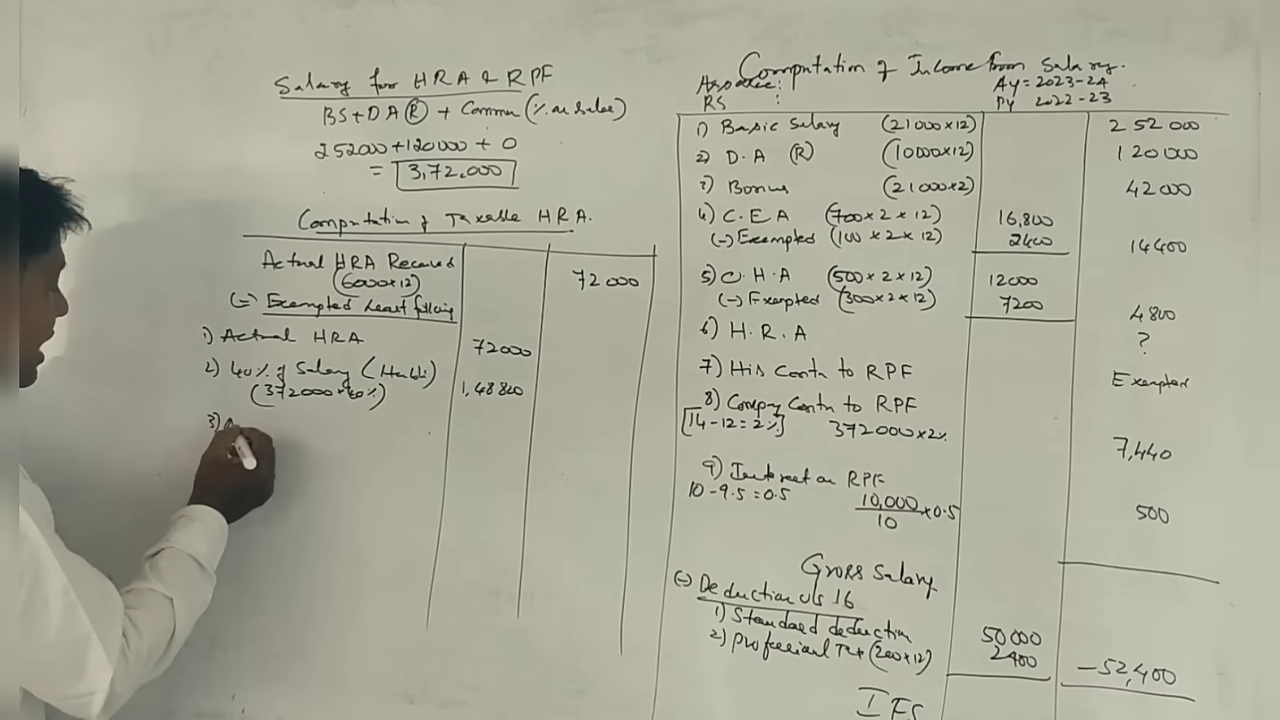 Salary for HRA & RPF
BS+DA (R) + Commn (% on sales)
252000+120000 + 0
= 3,72,000
Computation of Taxable HRA.
Actual HRA Received
(6000×12)
72000
(-) Exempted Least following
1) Actual HRA
72000
2) 40% of Salary (Hubli)
(372000×40%)
1,48800
3)
Computation of Income from Salary.
Assessee:
AY=2023-24
RS :
PY 2022-23
1) Basic Salary (21000×12) 252000
2) D.A (R) (10000×12) 120000
3) Bonus (21000×2) 42000
4) C.E.A (700×2×12) 16,800
(-) Exempted (100×2×12) 2400 14400
5) C.H.A (500×2×12) 12000
(-) Exempted (300×2×12) 7200 4800
6) H.R.A ?
7) His Contn to RPF Exempted
8) Compay Contn to RPF
[14-12=2%] 372000×2% 7,440
9) Interest on RPF
10-9.5=0.5 10,000/10 ×0.5 500
Gross Salary
(-) Deduction u/s 16
1) Standard deduction 50000
2) Professional Tax (200×12) 2400 -52,400
IFS